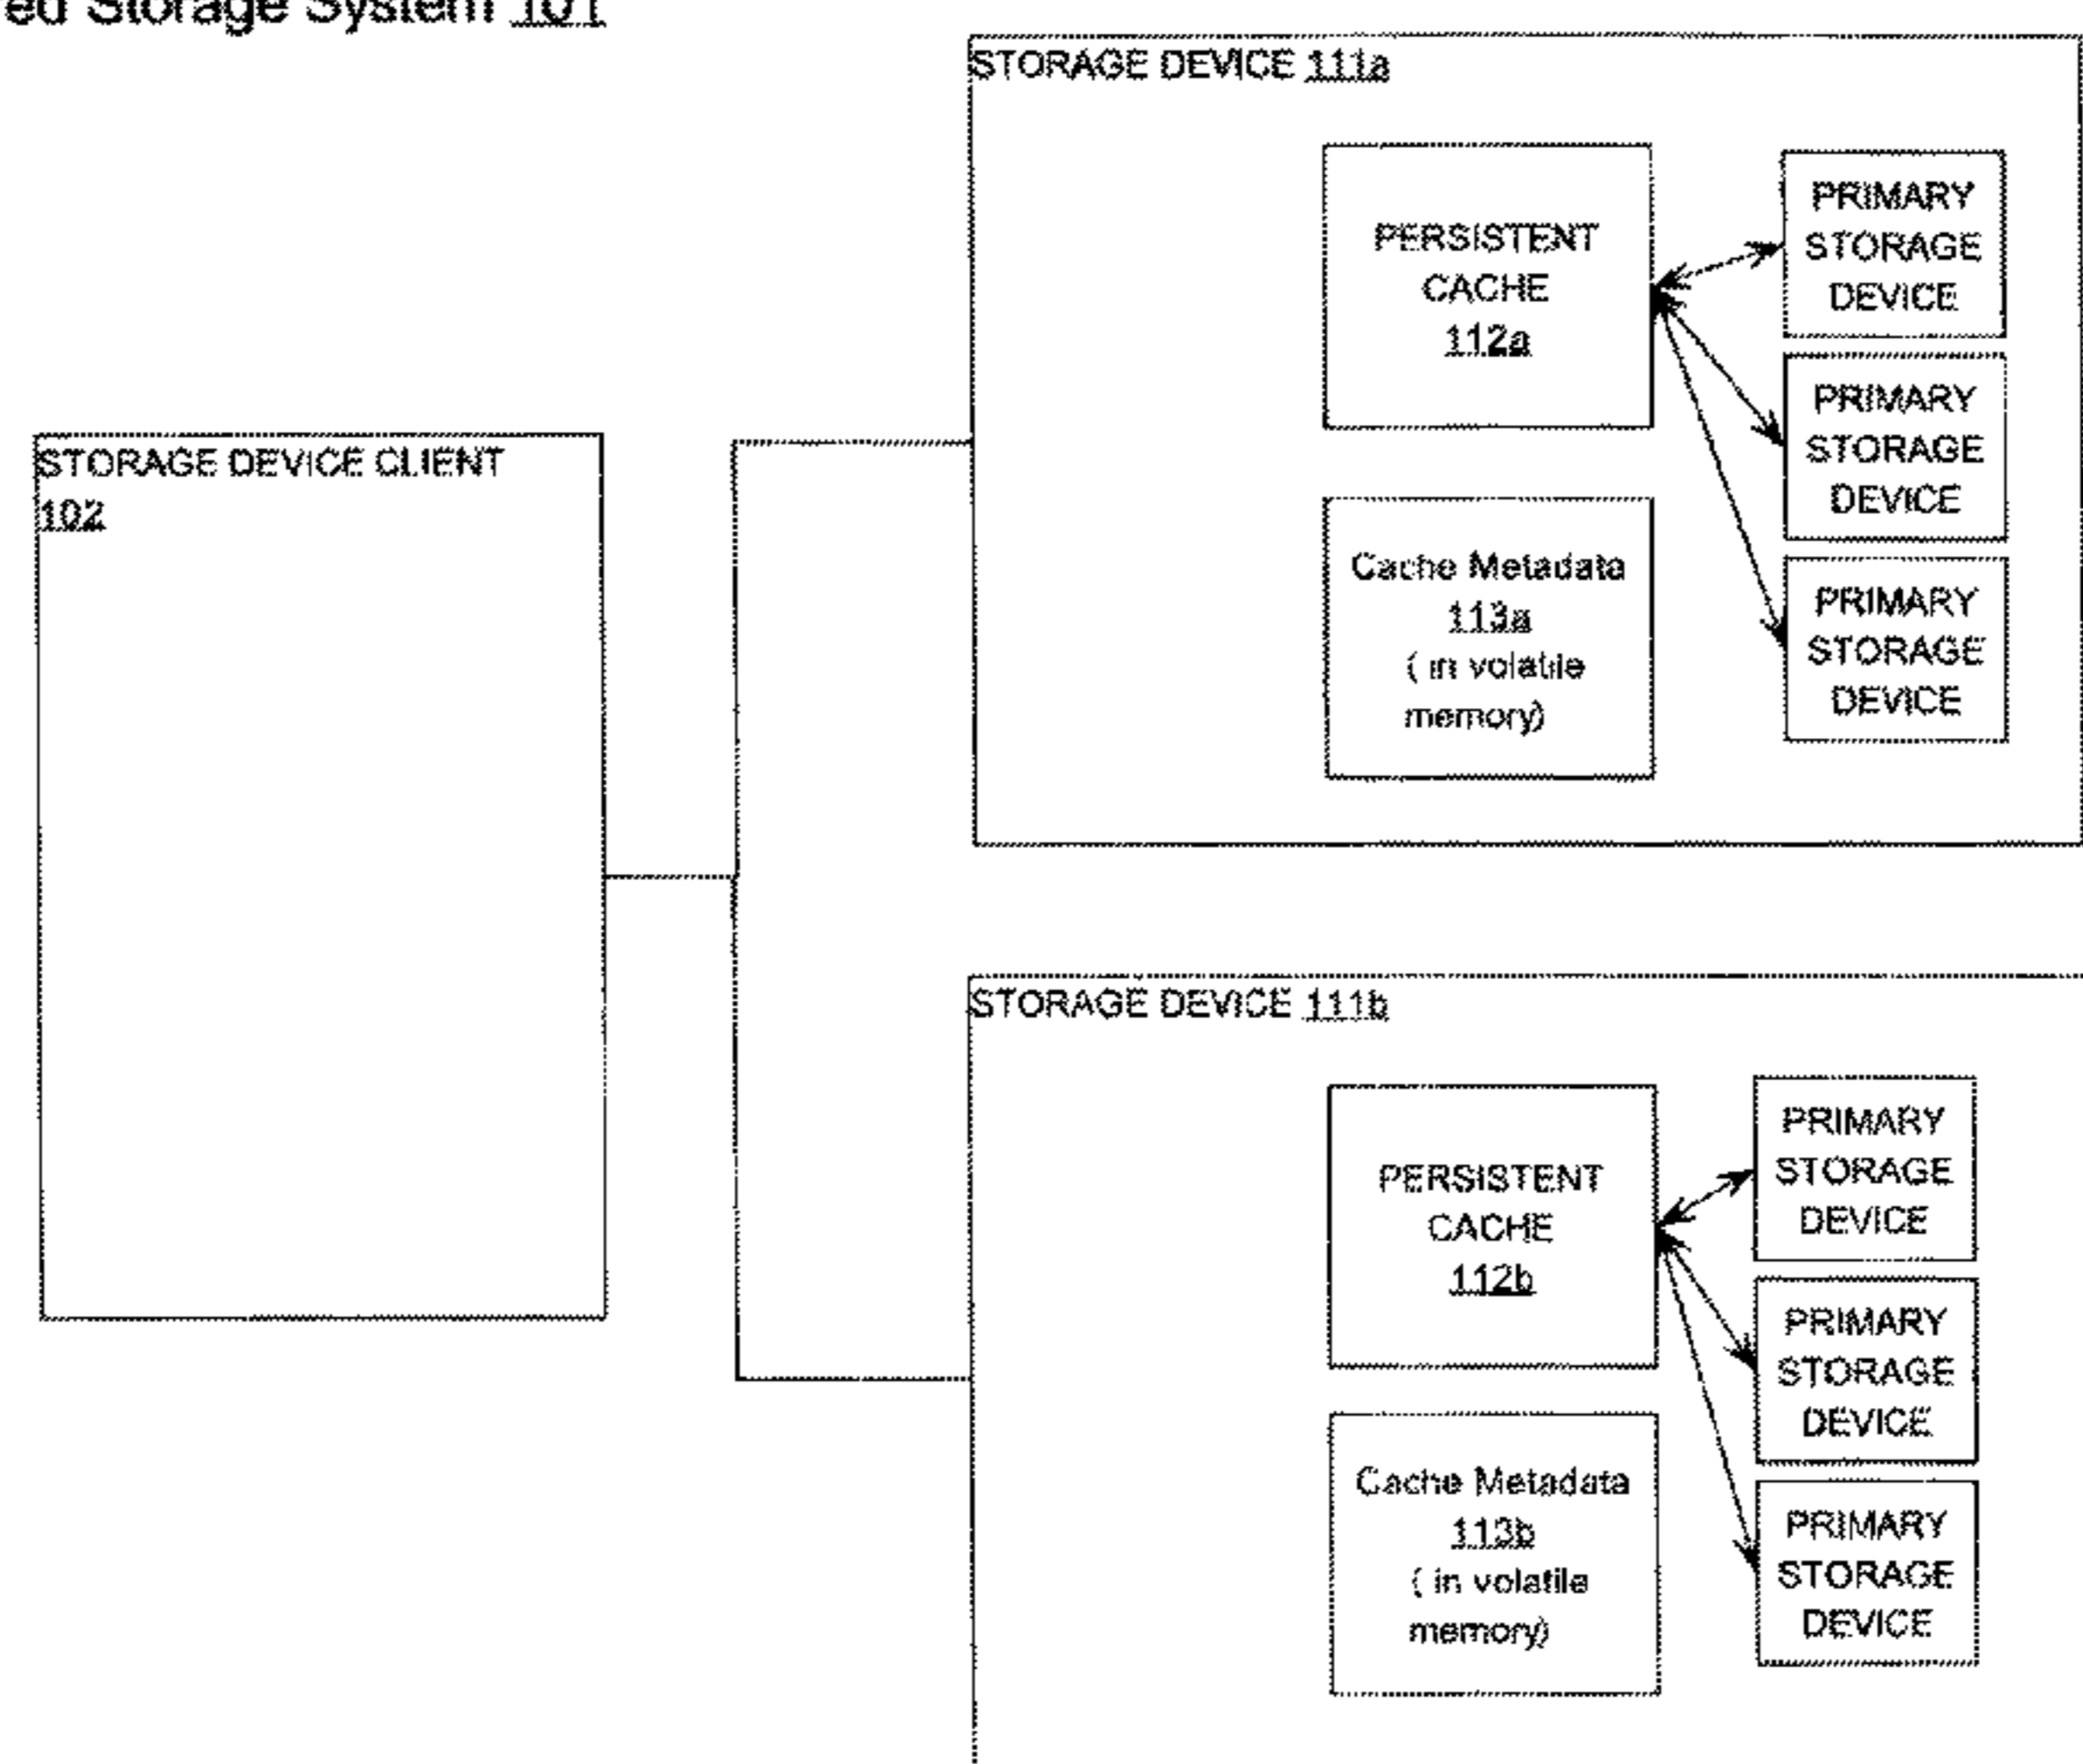 ed Storage System 101
STORAGE DEVICE 111a
PERSISTENT
CACHE
112a
PRIMARY
STORAGE
DEVICE
PRIMARY
STORAGE
DEVICE
PRIMARY
STORAGE
DEVICE
Cache Metadata
113a
( in volatile
memory)
STORAGE DEVICE CLIENT
102
STORAGE DEVICE 111b
PERSISTENT
CACHE
112b
PRIMARY
STORAGE
DEVICE
PRIMARY
STORAGE
DEVICE
PRIMARY
STORAGE
DEVICE
Cache Metadata
113b
( in volatile
memory)